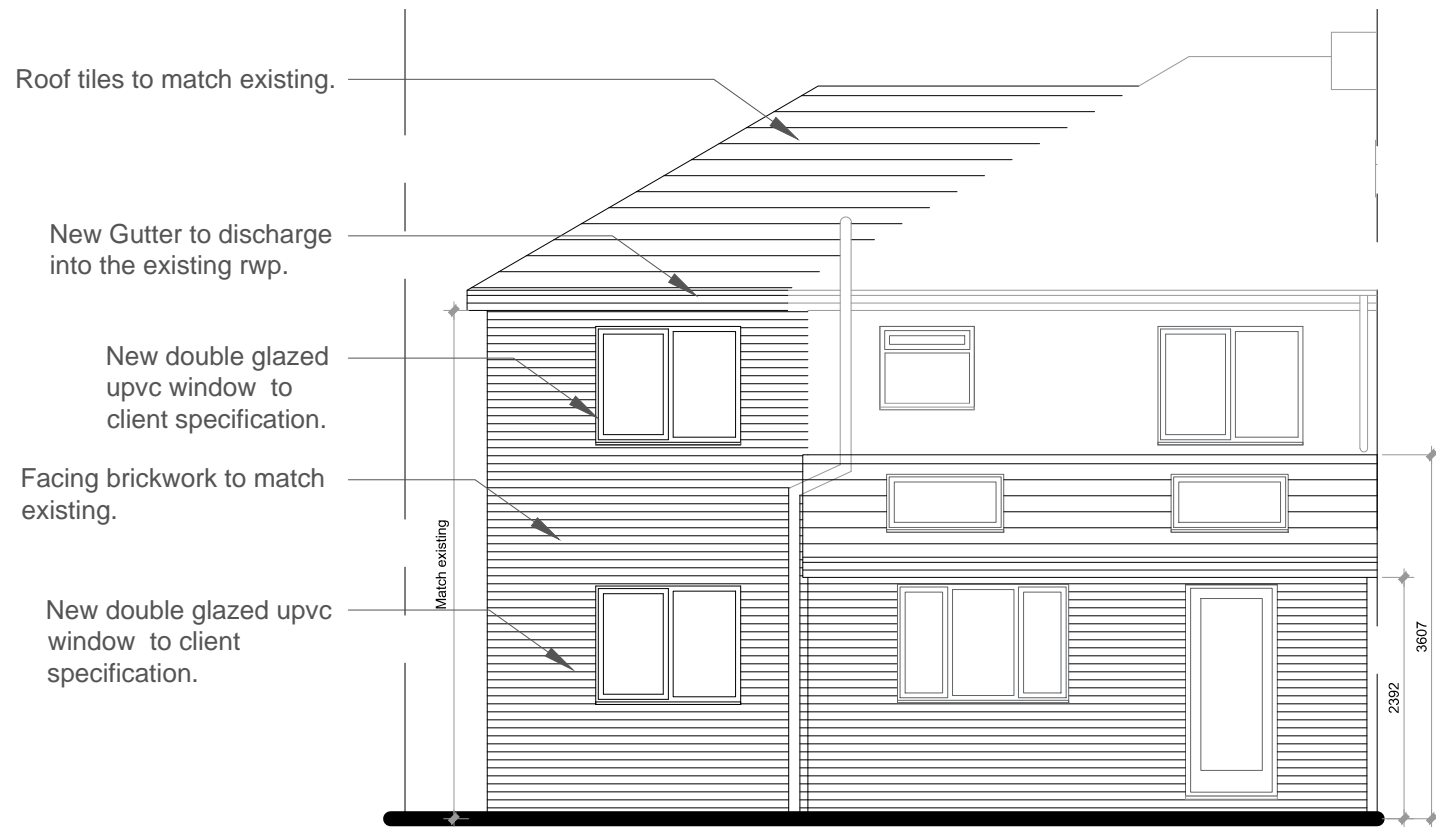 Roof tiles to match existing.
New Gutter to discharge
into the existing rwp.
New double glazed
upvc window to
client specification.
Facing brickwork to match
existing.
Match existing
New double glazed upvc
window to client
specification.
3607
2392